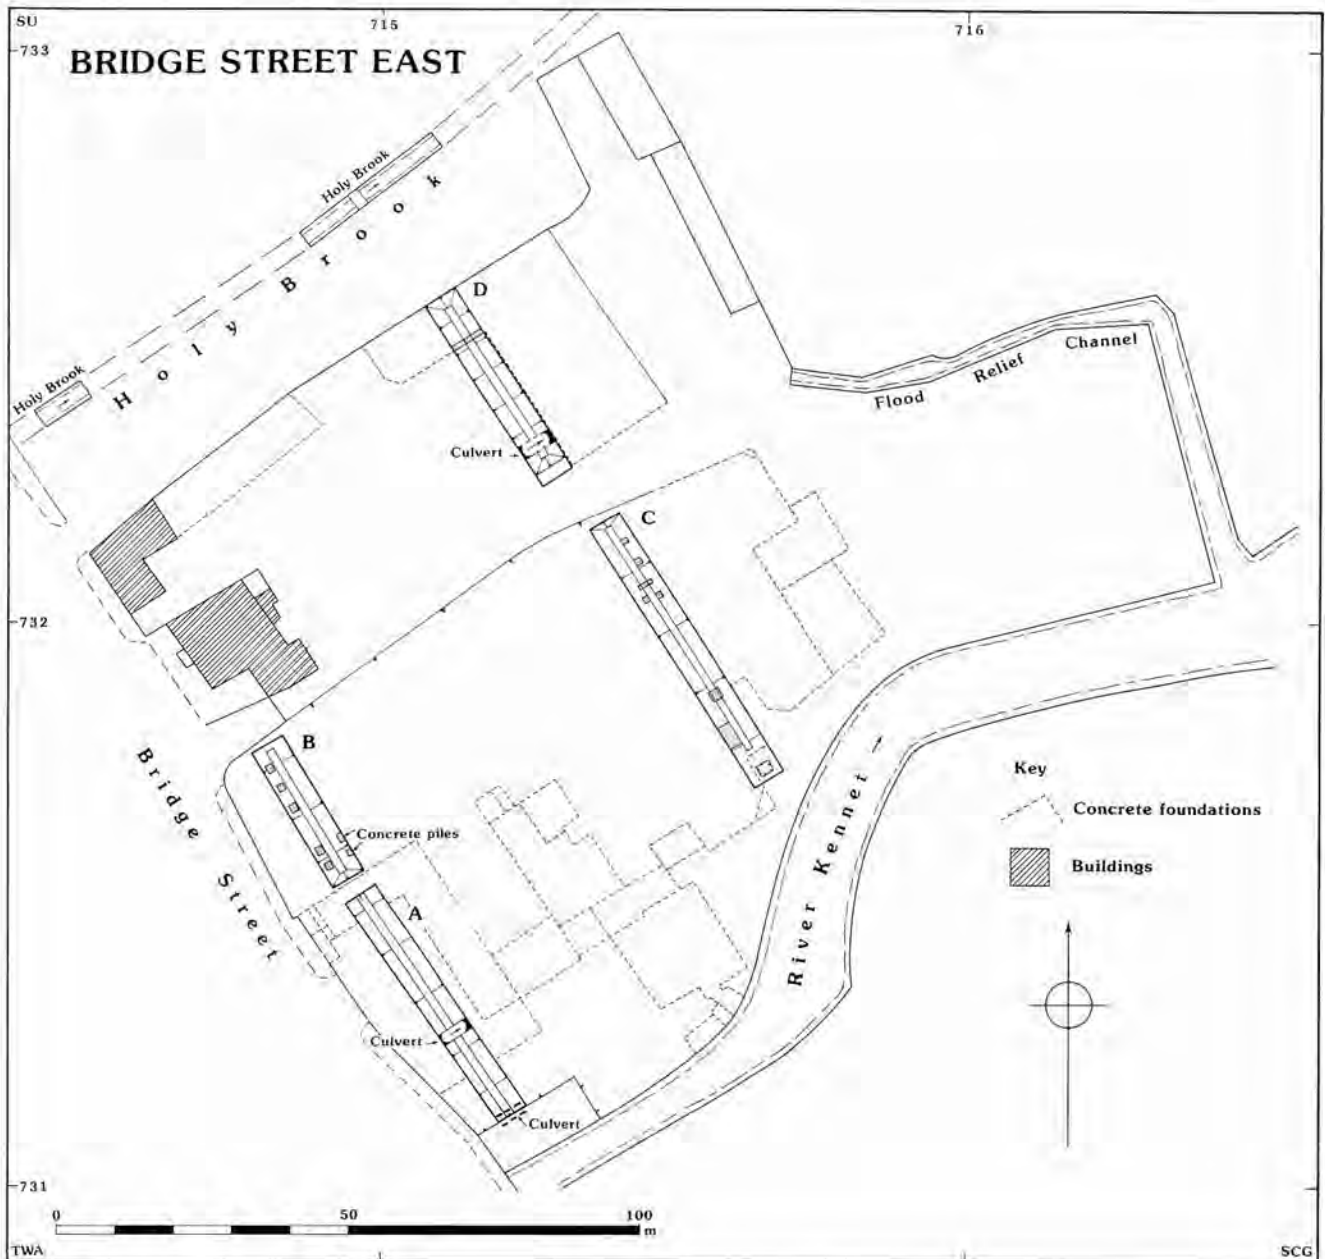 SU
715
716
733
BRIDGE STREET EAST
Holy Brook
Holy Brook
Holy Brook
D
Flood Relief Channel
Culvert
C
732
B
Bridge Street
Key
Concrete foundations
Concrete piles
Buildings
A
River Kennet
Culvert
Culvert
731
0 50 100
m
TWA
SCG